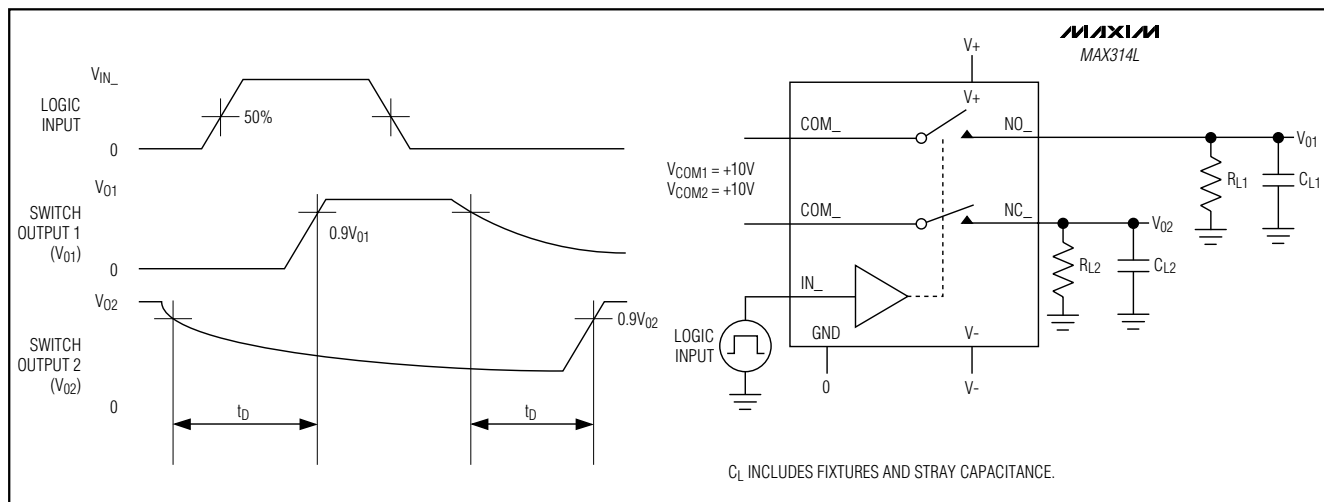 VIN_
LOGIC
INPUT
0
50%
V01
SWITCH
OUTPUT 1
(V01)
0
0.9V01
V02
SWITCH
OUTPUT 2
(V02)
0
0.9V02
tD
tD
MAXIM
MAX314L
V+
V+
COM_
NO_
V01
VCOM1 = +10V
VCOM2 = +10V
RL1
CL1
COM_
NC_
V02
RL2
CL2
IN_
LOGIC
INPUT
GND
V-
0
V-
CL INCLUDES FIXTURES AND STRAY CAPACITANCE.